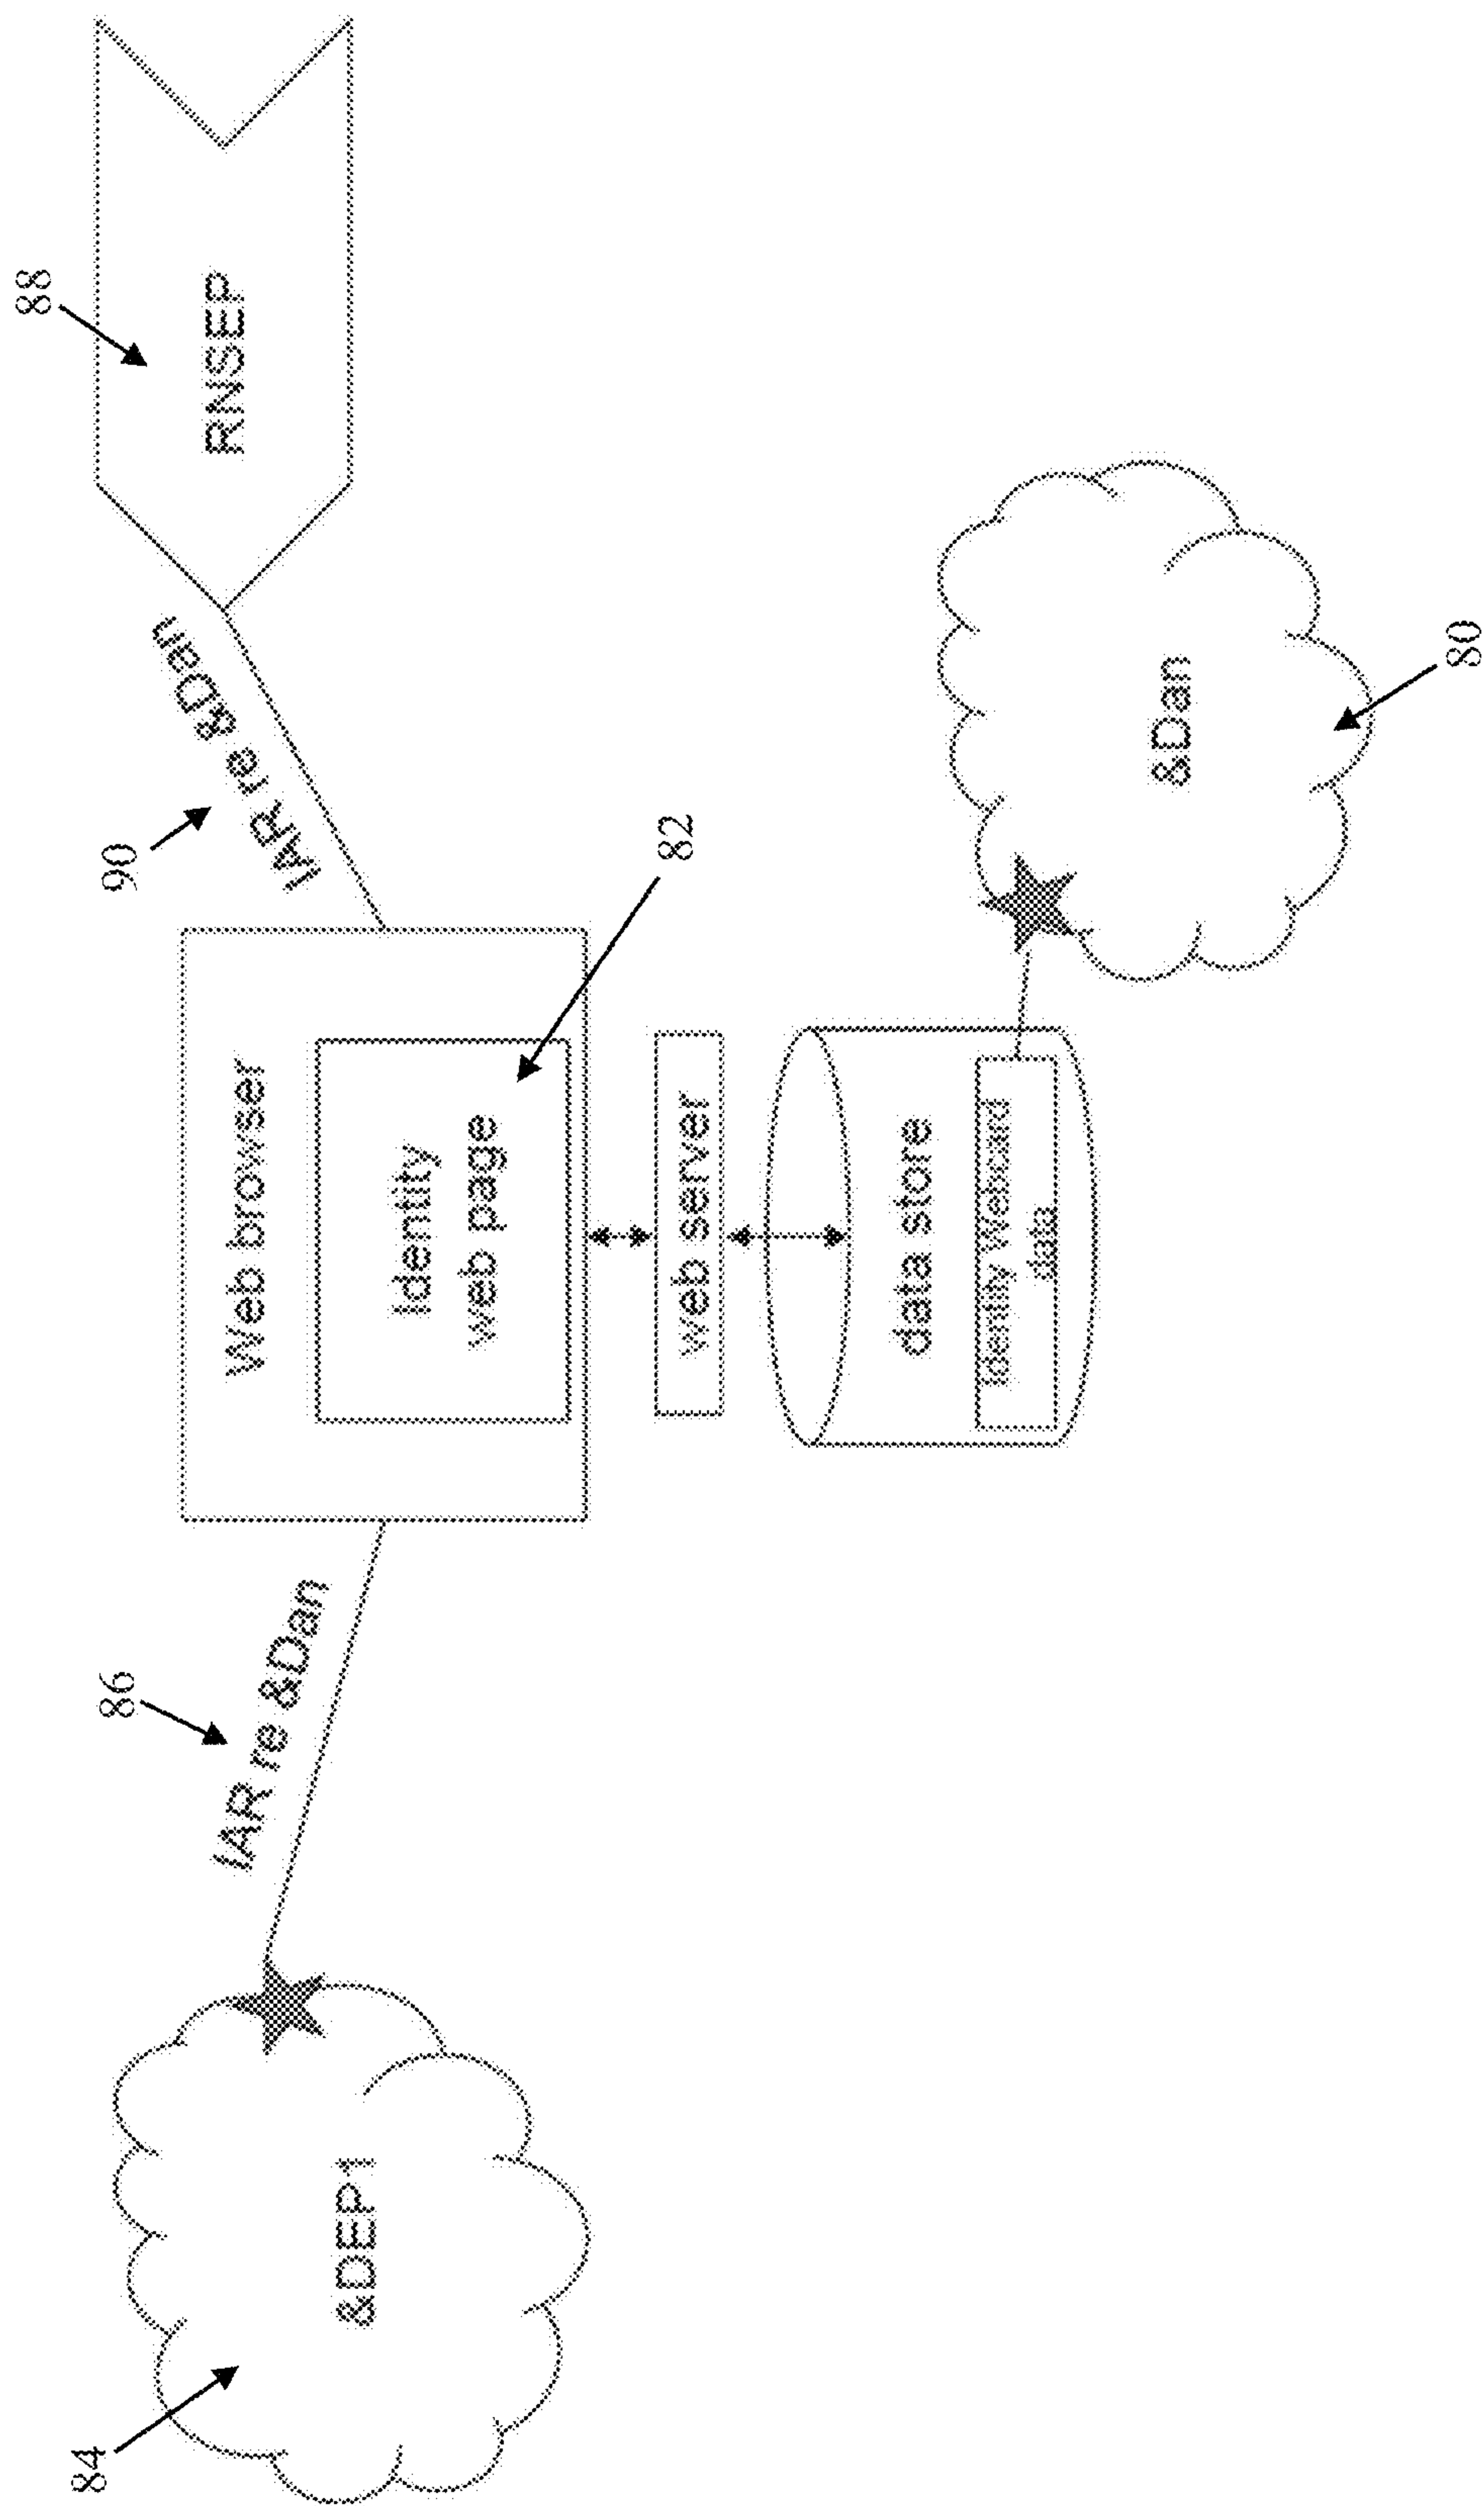 84
&DEP1
86
IAR re &Dan
Web browser
Identity
web page
82
90
IAR re &Dan
88
RNSEP
web server
data store
Identity Webcard
data
&Dan
80